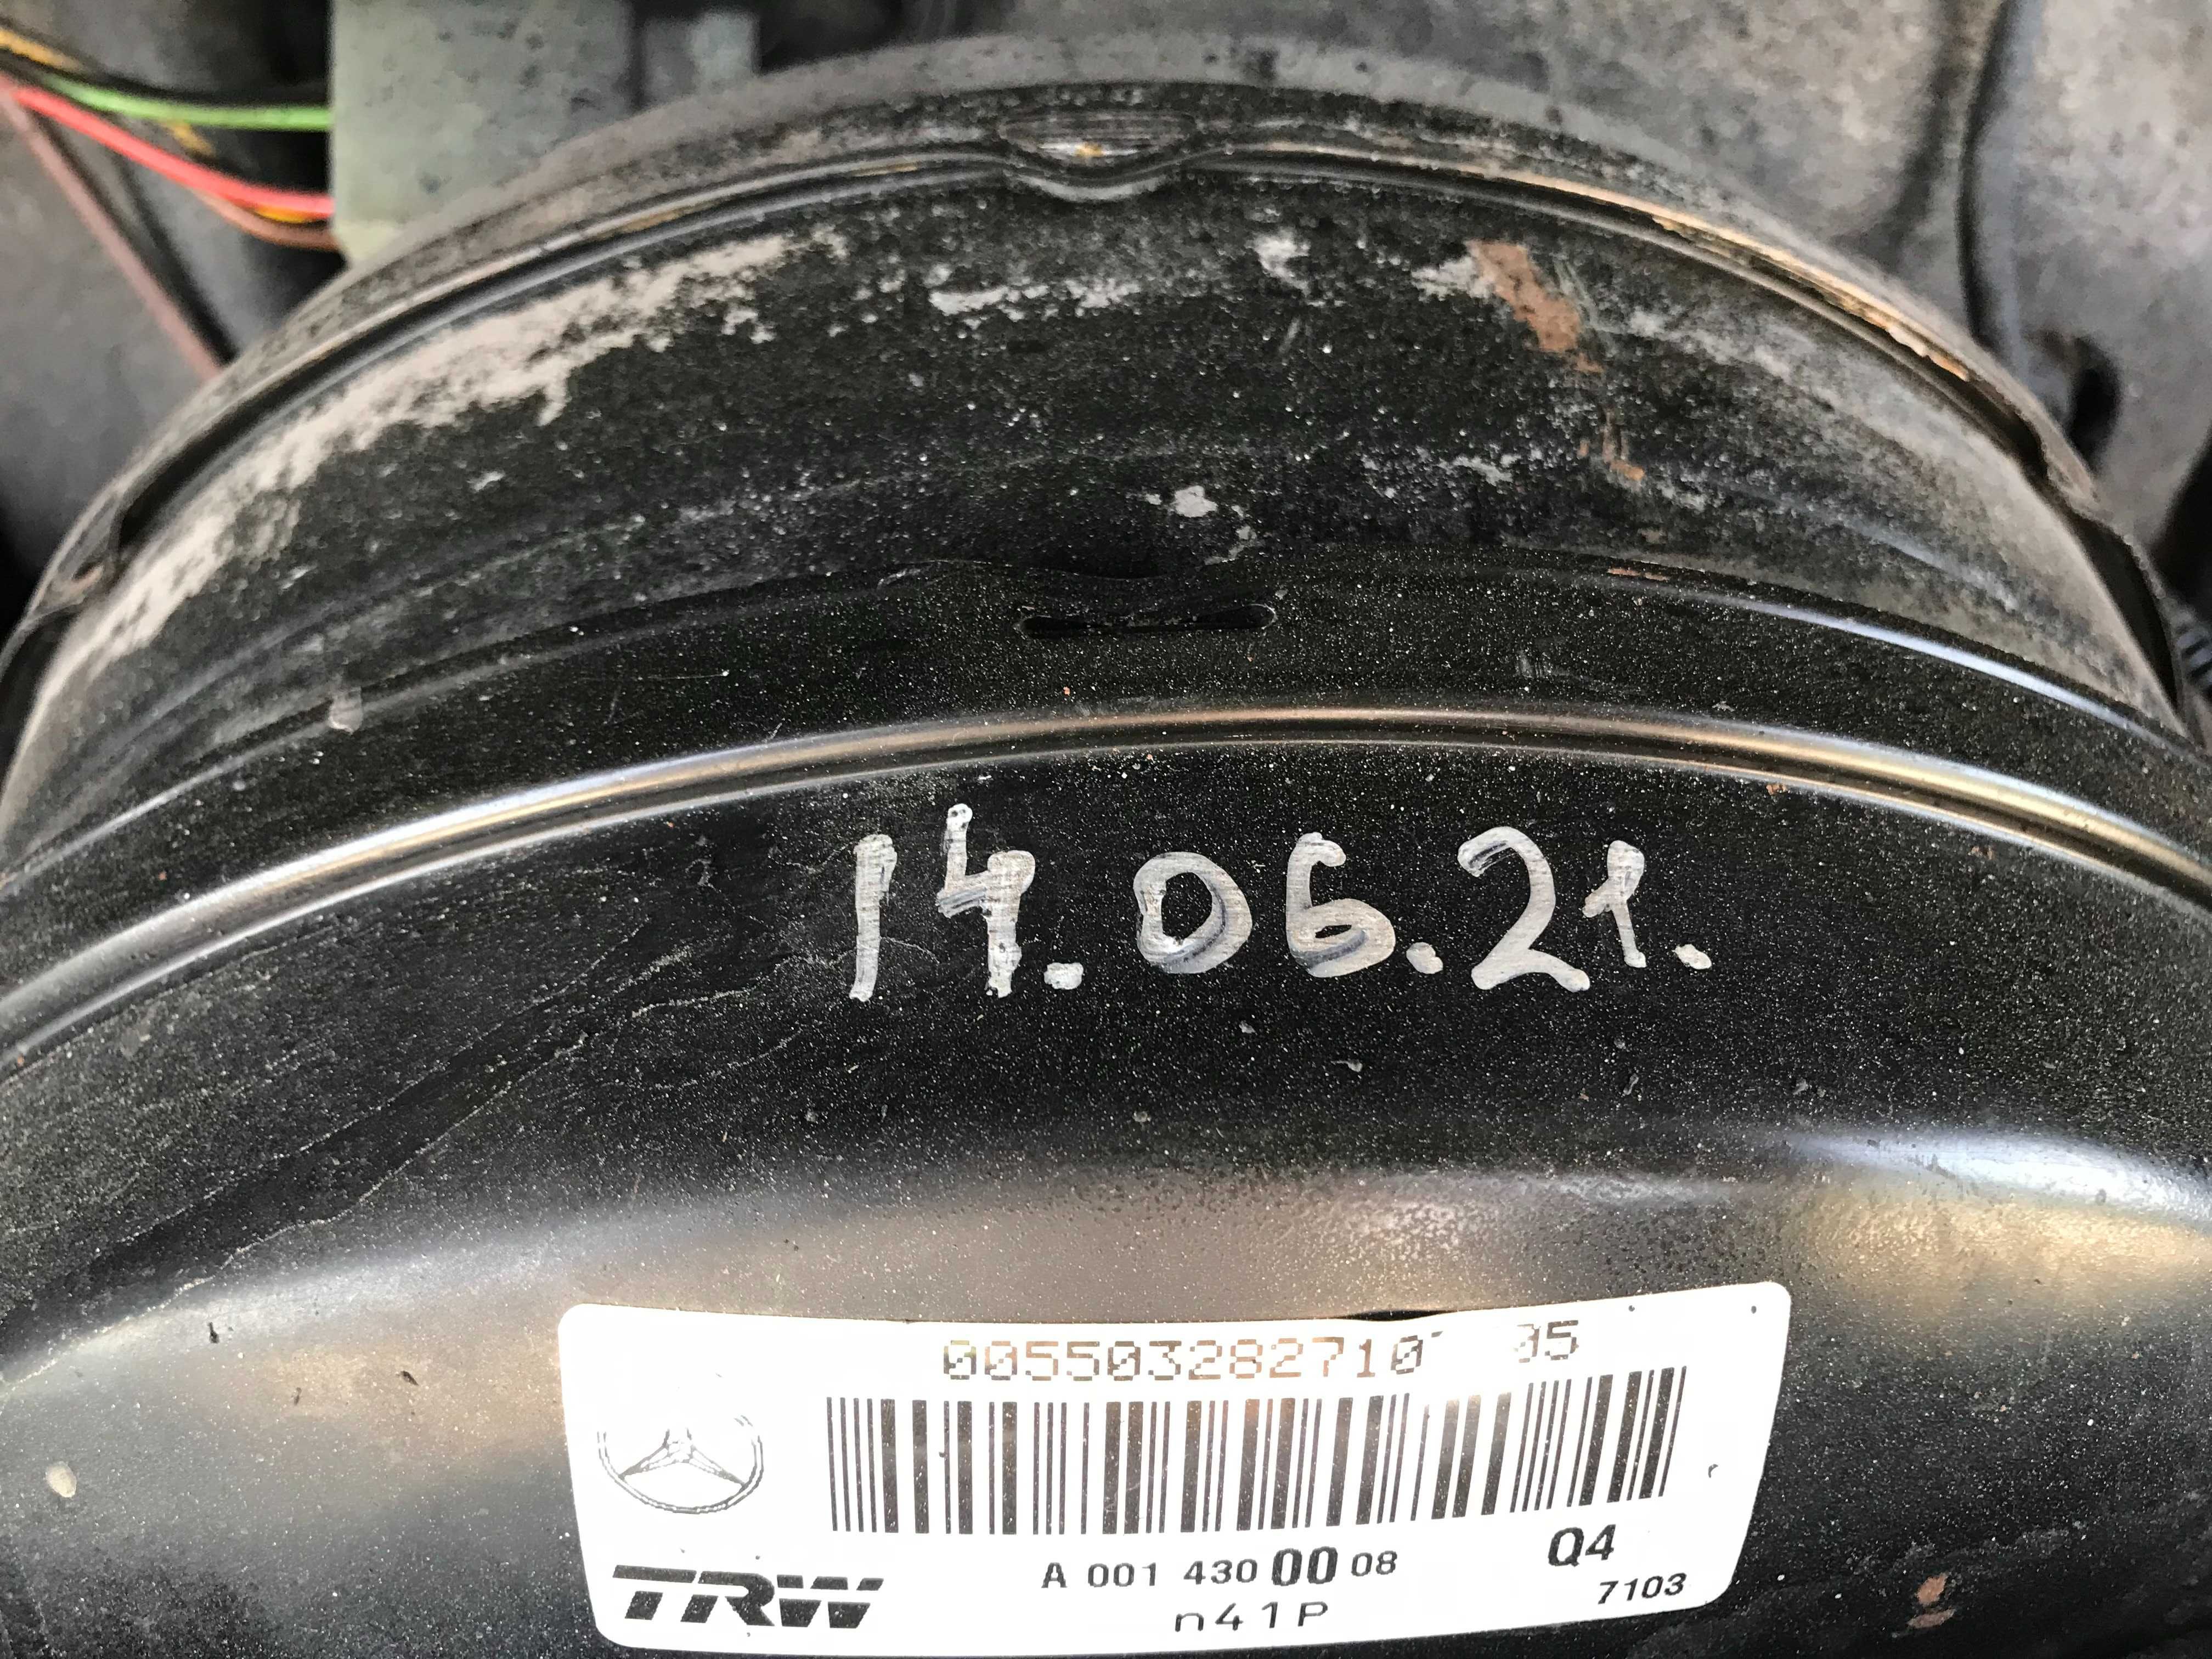 14.06.21.
005503282710 05
TRW
A 001 430 00 08
Q4
n41P
7103